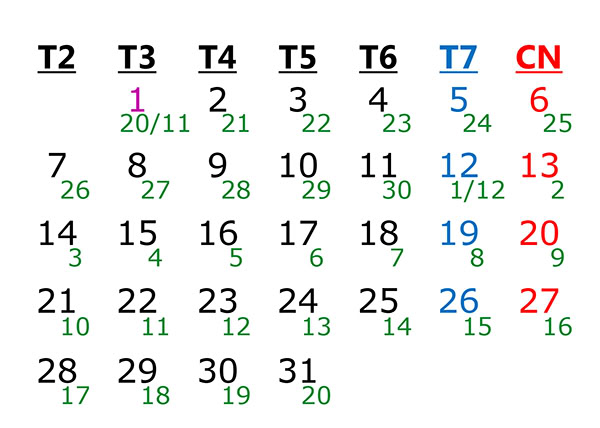 T2 T3 T4 T5 T6 T7 CN
1 2 3 4 5 6
20/11 21 22 23 24 25
7 8 9 10 11 12 13
26 27 28 29 30 1/12 2
14 15 16 17 18 19 20
3 4 5 6 7 8 9
21 22 23 24 25 26 27
10 11 12 13 14 15 16
28 29 30 31
17 18 19 20